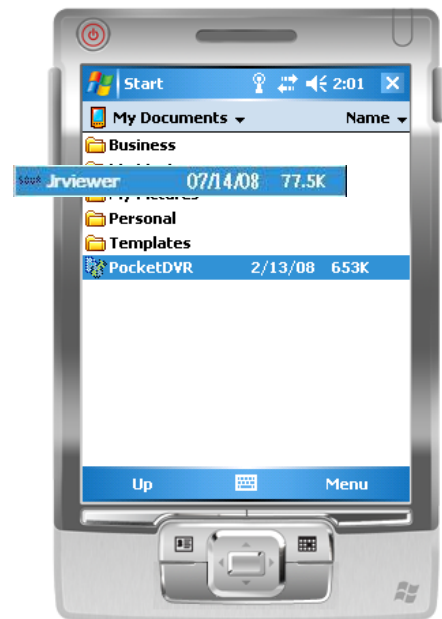 Start 2:01
My Documents Name
Business
Jrviewer 07/14/08 77.5K
Personal
Templates
PocketDVR 2/13/08 653K
Up Menu